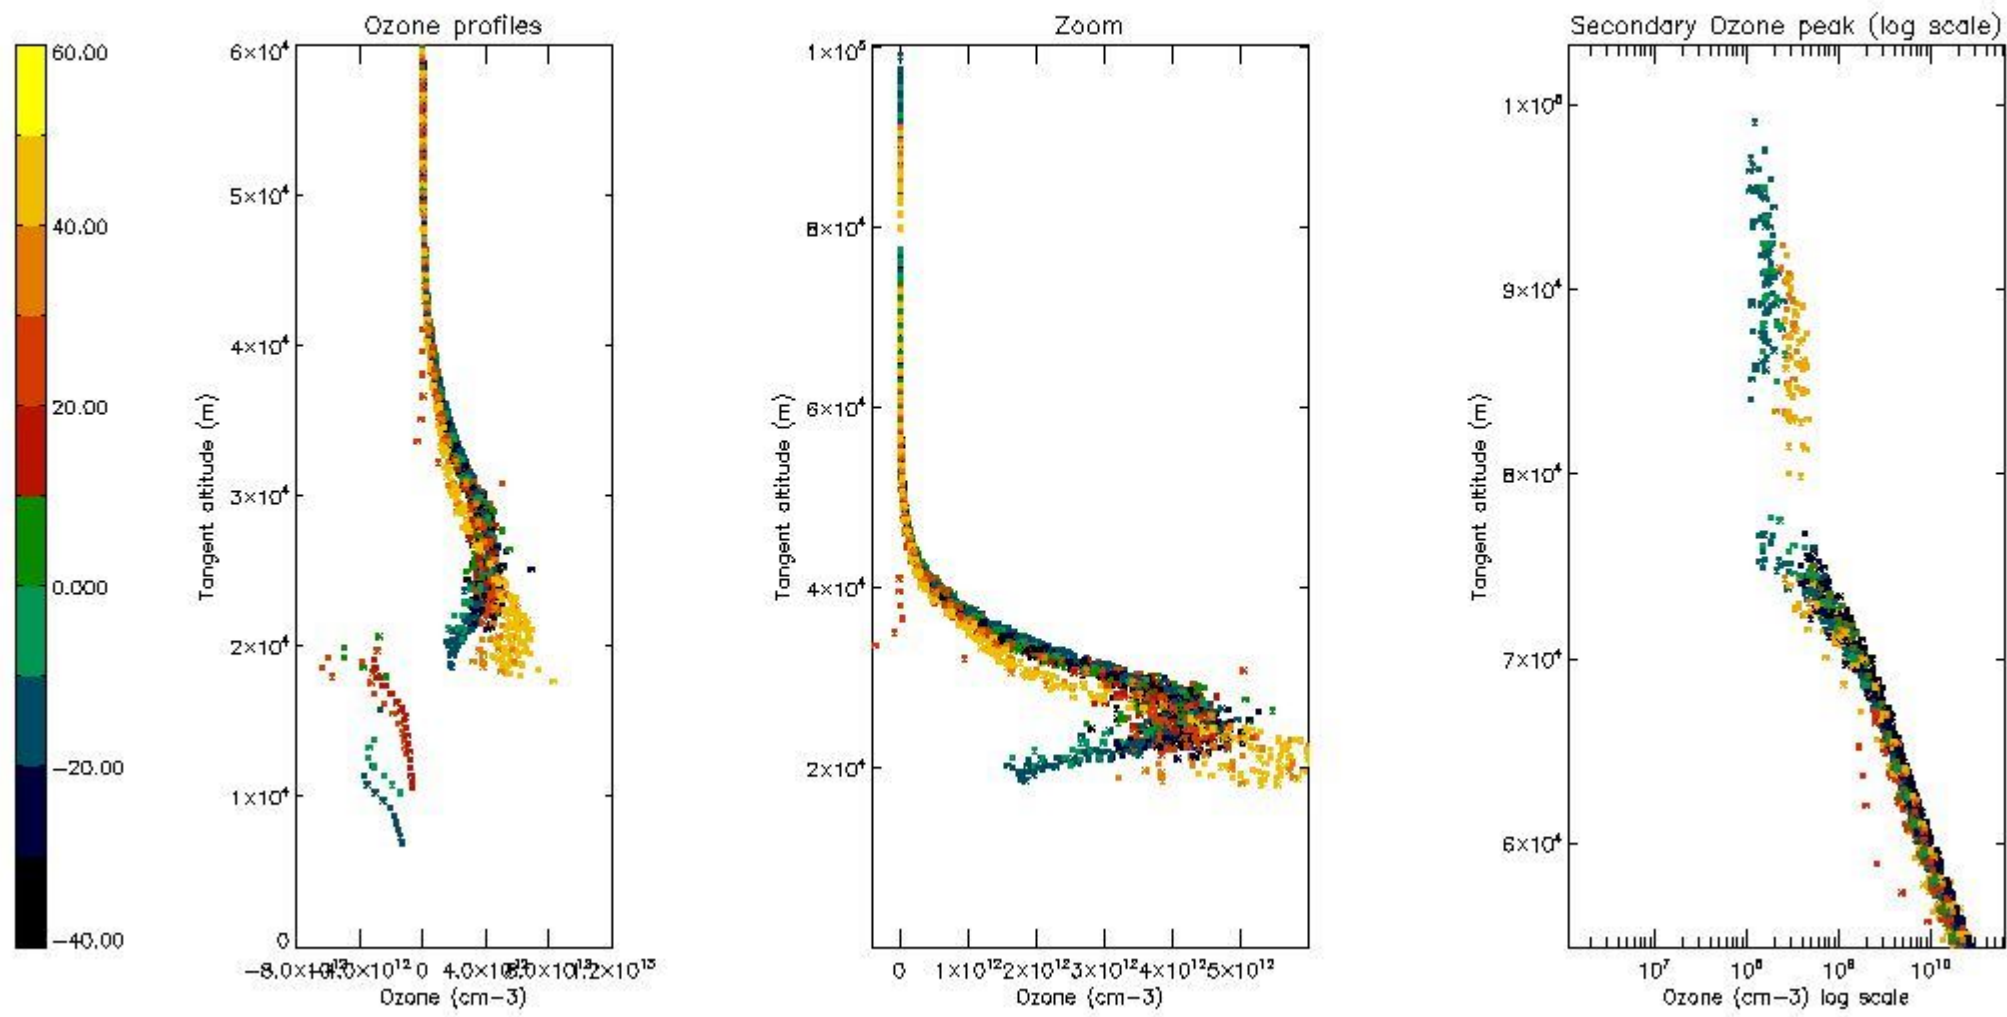 Ozone profiles
Zoom
Secondary Ozone peak (log scale)
60.00
40.00
20.00
0.000
−20.00
−40.00
6×10⁴
5×10⁴
4×10⁴
3×10⁴
2×10⁴
1×10⁴
0
Tangent altitude (m)
0
Ozone (cm−3)
1×10⁵
8×10⁴
6×10⁴
4×10⁴
2×10⁴
Tangent altitude (m)
0 1×10¹² 2×10¹² 3×10¹² 4×10¹² 5×10¹²
Ozone (cm−3)
9×10⁴
8×10⁴
7×10⁴
6×10⁴
Tangent altitude (m)
10⁷ 10⁸ 10⁹ 10¹⁰
Ozone (cm−3) log scale